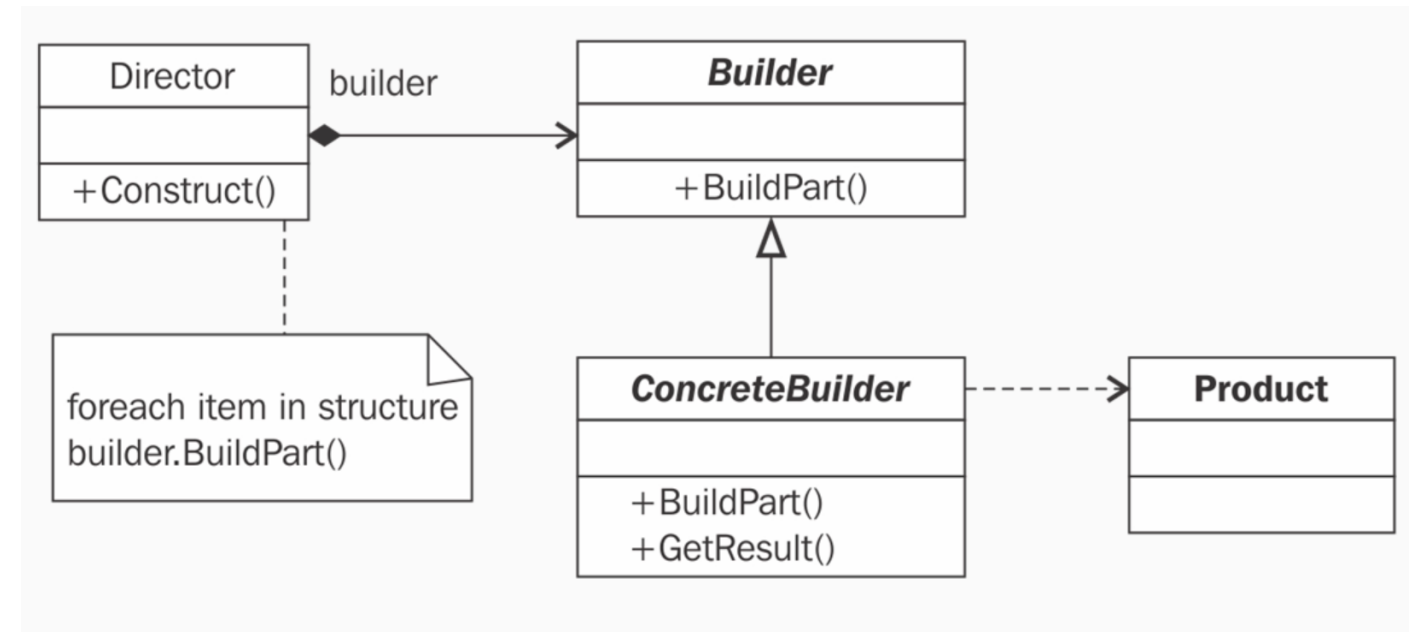 Director
builder
+Construct()
Builder
+BuildPart()
foreach item in structure
builder.BuildPart()
ConcreteBuilder
+BuildPart()
+GetResult()
Product